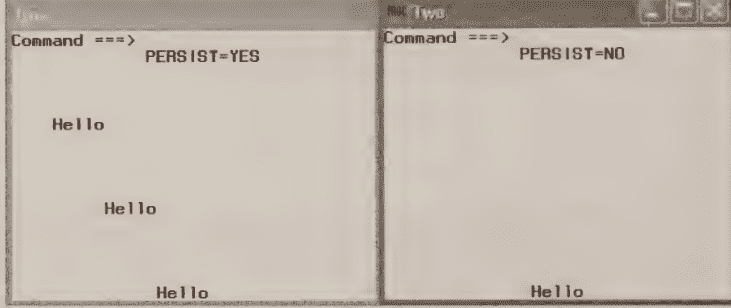 Command ===>
PERSIST=YES
Hello
Hello
Hello
Two
Command ===>
PERSIST=NO
Hello